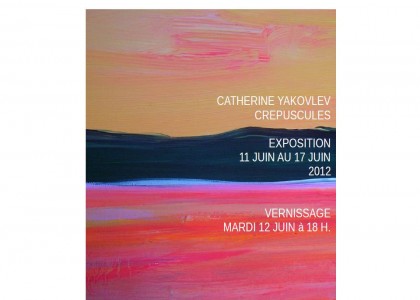 CATHERINE YAKOVLEV
CREPUSCULES
EXPOSITION
11 JUIN AU 17 JUIN
2012
VERNISSAGE
MARDI 12 JUIN à 18 H.